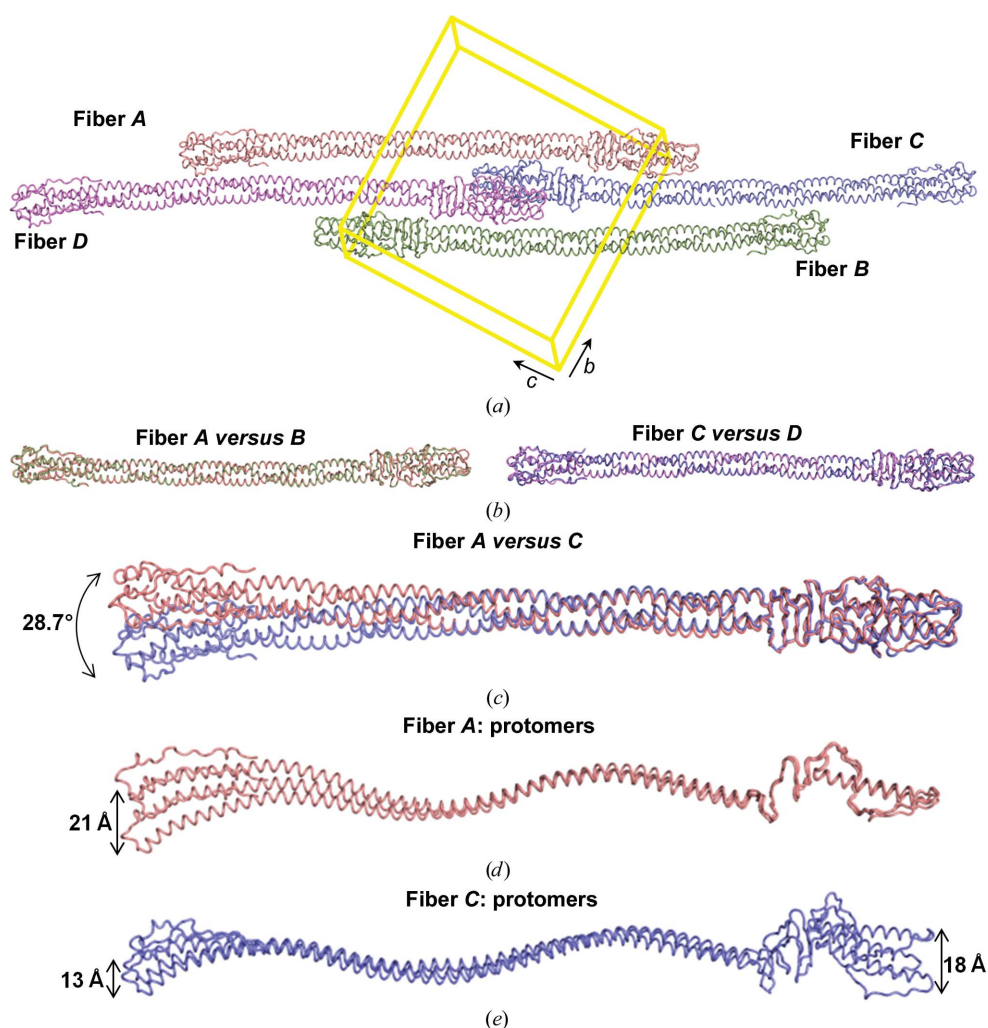 Fiber A
Fiber C
Fiber D
Fiber B
c
b
(a)
Fiber A versus B
Fiber C versus D
(b)
Fiber A versus C
28.7°
(c)
Fiber A: protomers
21 Å
(d)
Fiber C: protomers
13 Å
18 Å
(e)